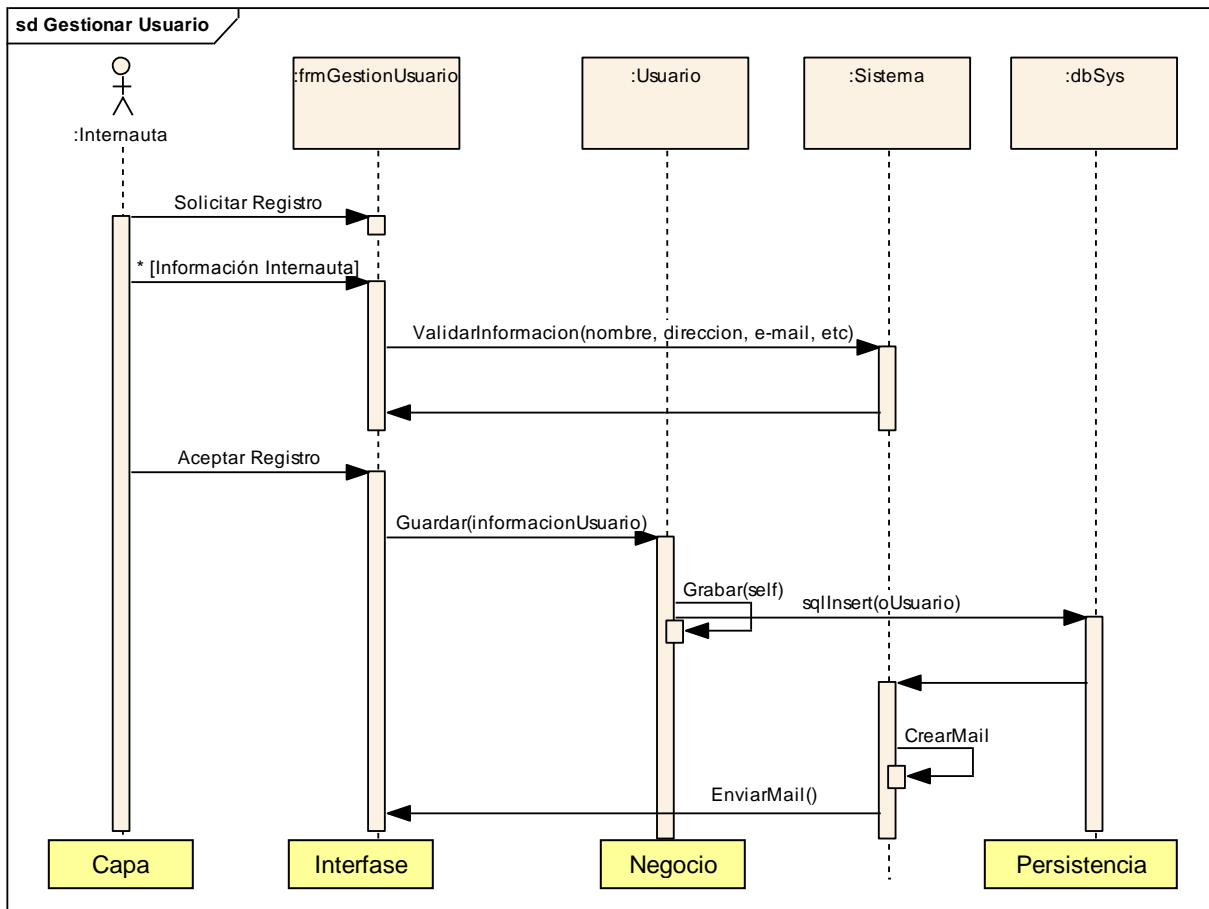 sd Gestionar Usuario
:Internauta
:frmGestionUsuario
:Usuario
:Sistema
:dbSys
Solicitar Registro
* [Información Internauta]
ValidarInformacion(nombre, direccion, e-mail, etc)
Aceptar Registro
Guardar(informacionUsuario)
Grabar(self)
sqlInsert(oUsuario)
CrearMail
EnviarMail()
Capa
Interfase
Negocio
Persistencia